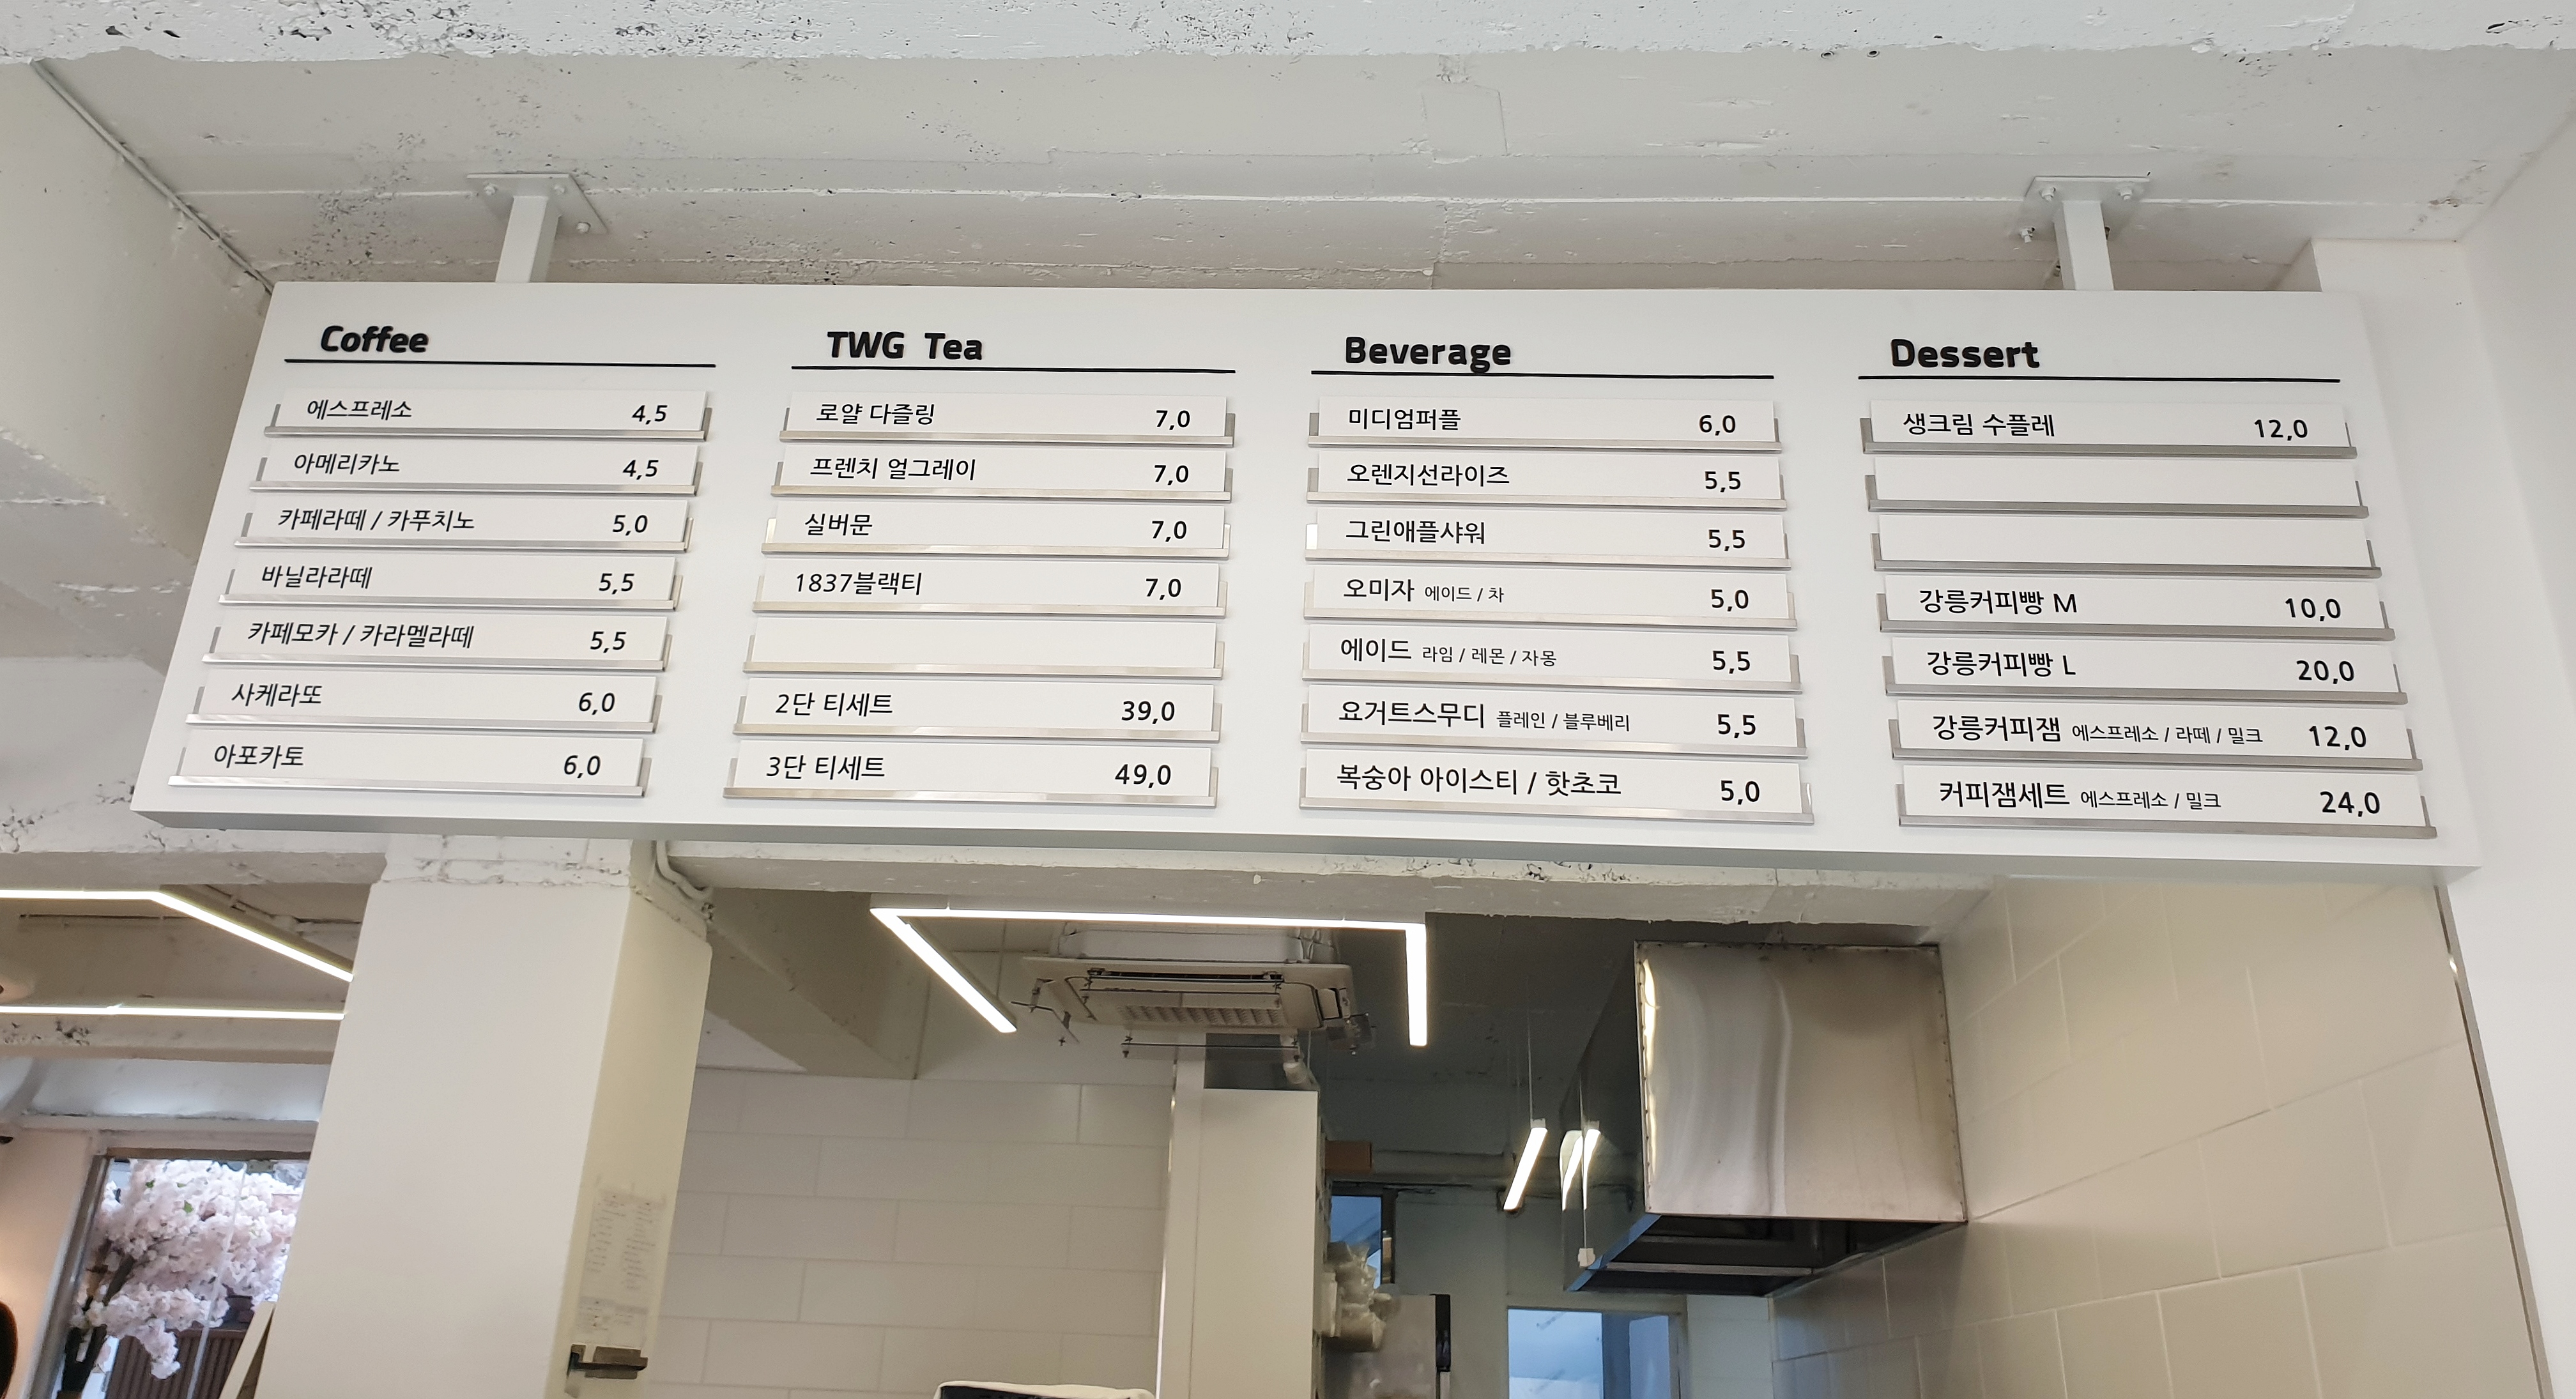 Coffee
에스프레소 4,5
아메리카노 4,5
카페라떼 / 카푸치노 5,0
바닐라라떼 5,5
카페모카 / 카라멜라떼 5,5
사케라또 6,0
아포카토 6,0
TWG Tea
로얄 다즐링 7,0
프렌치 얼그레이 7,0
실버문 7,0
1837블랙티 7,0
2단 티세트 39,0
3단 티세트 49,0
Beverage
미디엄퍼플 6,0
오렌지선라이즈 5,5
그린애플샤워 5,5
오미자 에이드 / 차 5,0
에이드 라임 / 레몬 / 자몽 5,5
요거트스무디 플레인 / 블루베리 5,5
복숭아 아이스티 / 핫초코 5,0
Dessert
생크림 수플레 12,0
강릉커피빵 M 10,0
강릉커피빵 L 20,0
강릉커피잼 에스프레소 / 라떼 / 밀크 12,0
커피잼세트 에스프레소 / 밀크 24,0